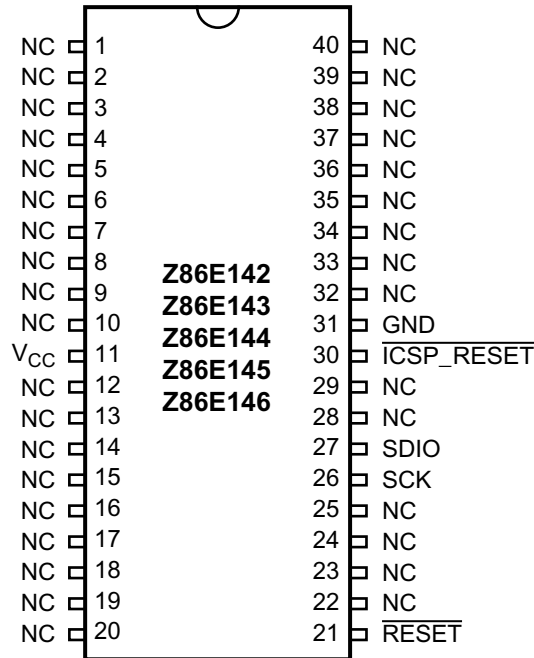 NC 1 40 NC
NC 2 39 NC
NC 3 38 NC
NC 4 37 NC
NC 5 36 NC
NC 6 35 NC
NC 7 34 NC
NC 8 33 NC
Z86E142
NC 9 32 NC
Z86E143
NC 10 31 GND
Z86E144
VCC 11 30 ICSP_RESET
Z86E145
NC 12 29 NC
Z86E146
NC 13 28 NC
NC 14 27 SDIO
NC 15 26 SCK
NC 16 25 NC
NC 17 24 NC
NC 18 23 NC
NC 19 22 NC
NC 20 21 RESET